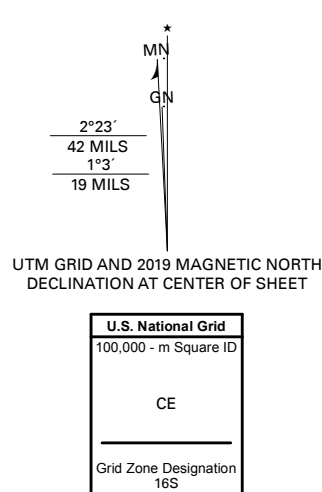 MN
GN
2°23´
42 MILS
1°3´
19 MILS
UTM GRID AND 2019 MAGNETIC NORTH
DECLINATION AT CENTER OF SHEET
U.S. National Grid
100,000 - m Square ID
CE
Grid Zone Designation
16S